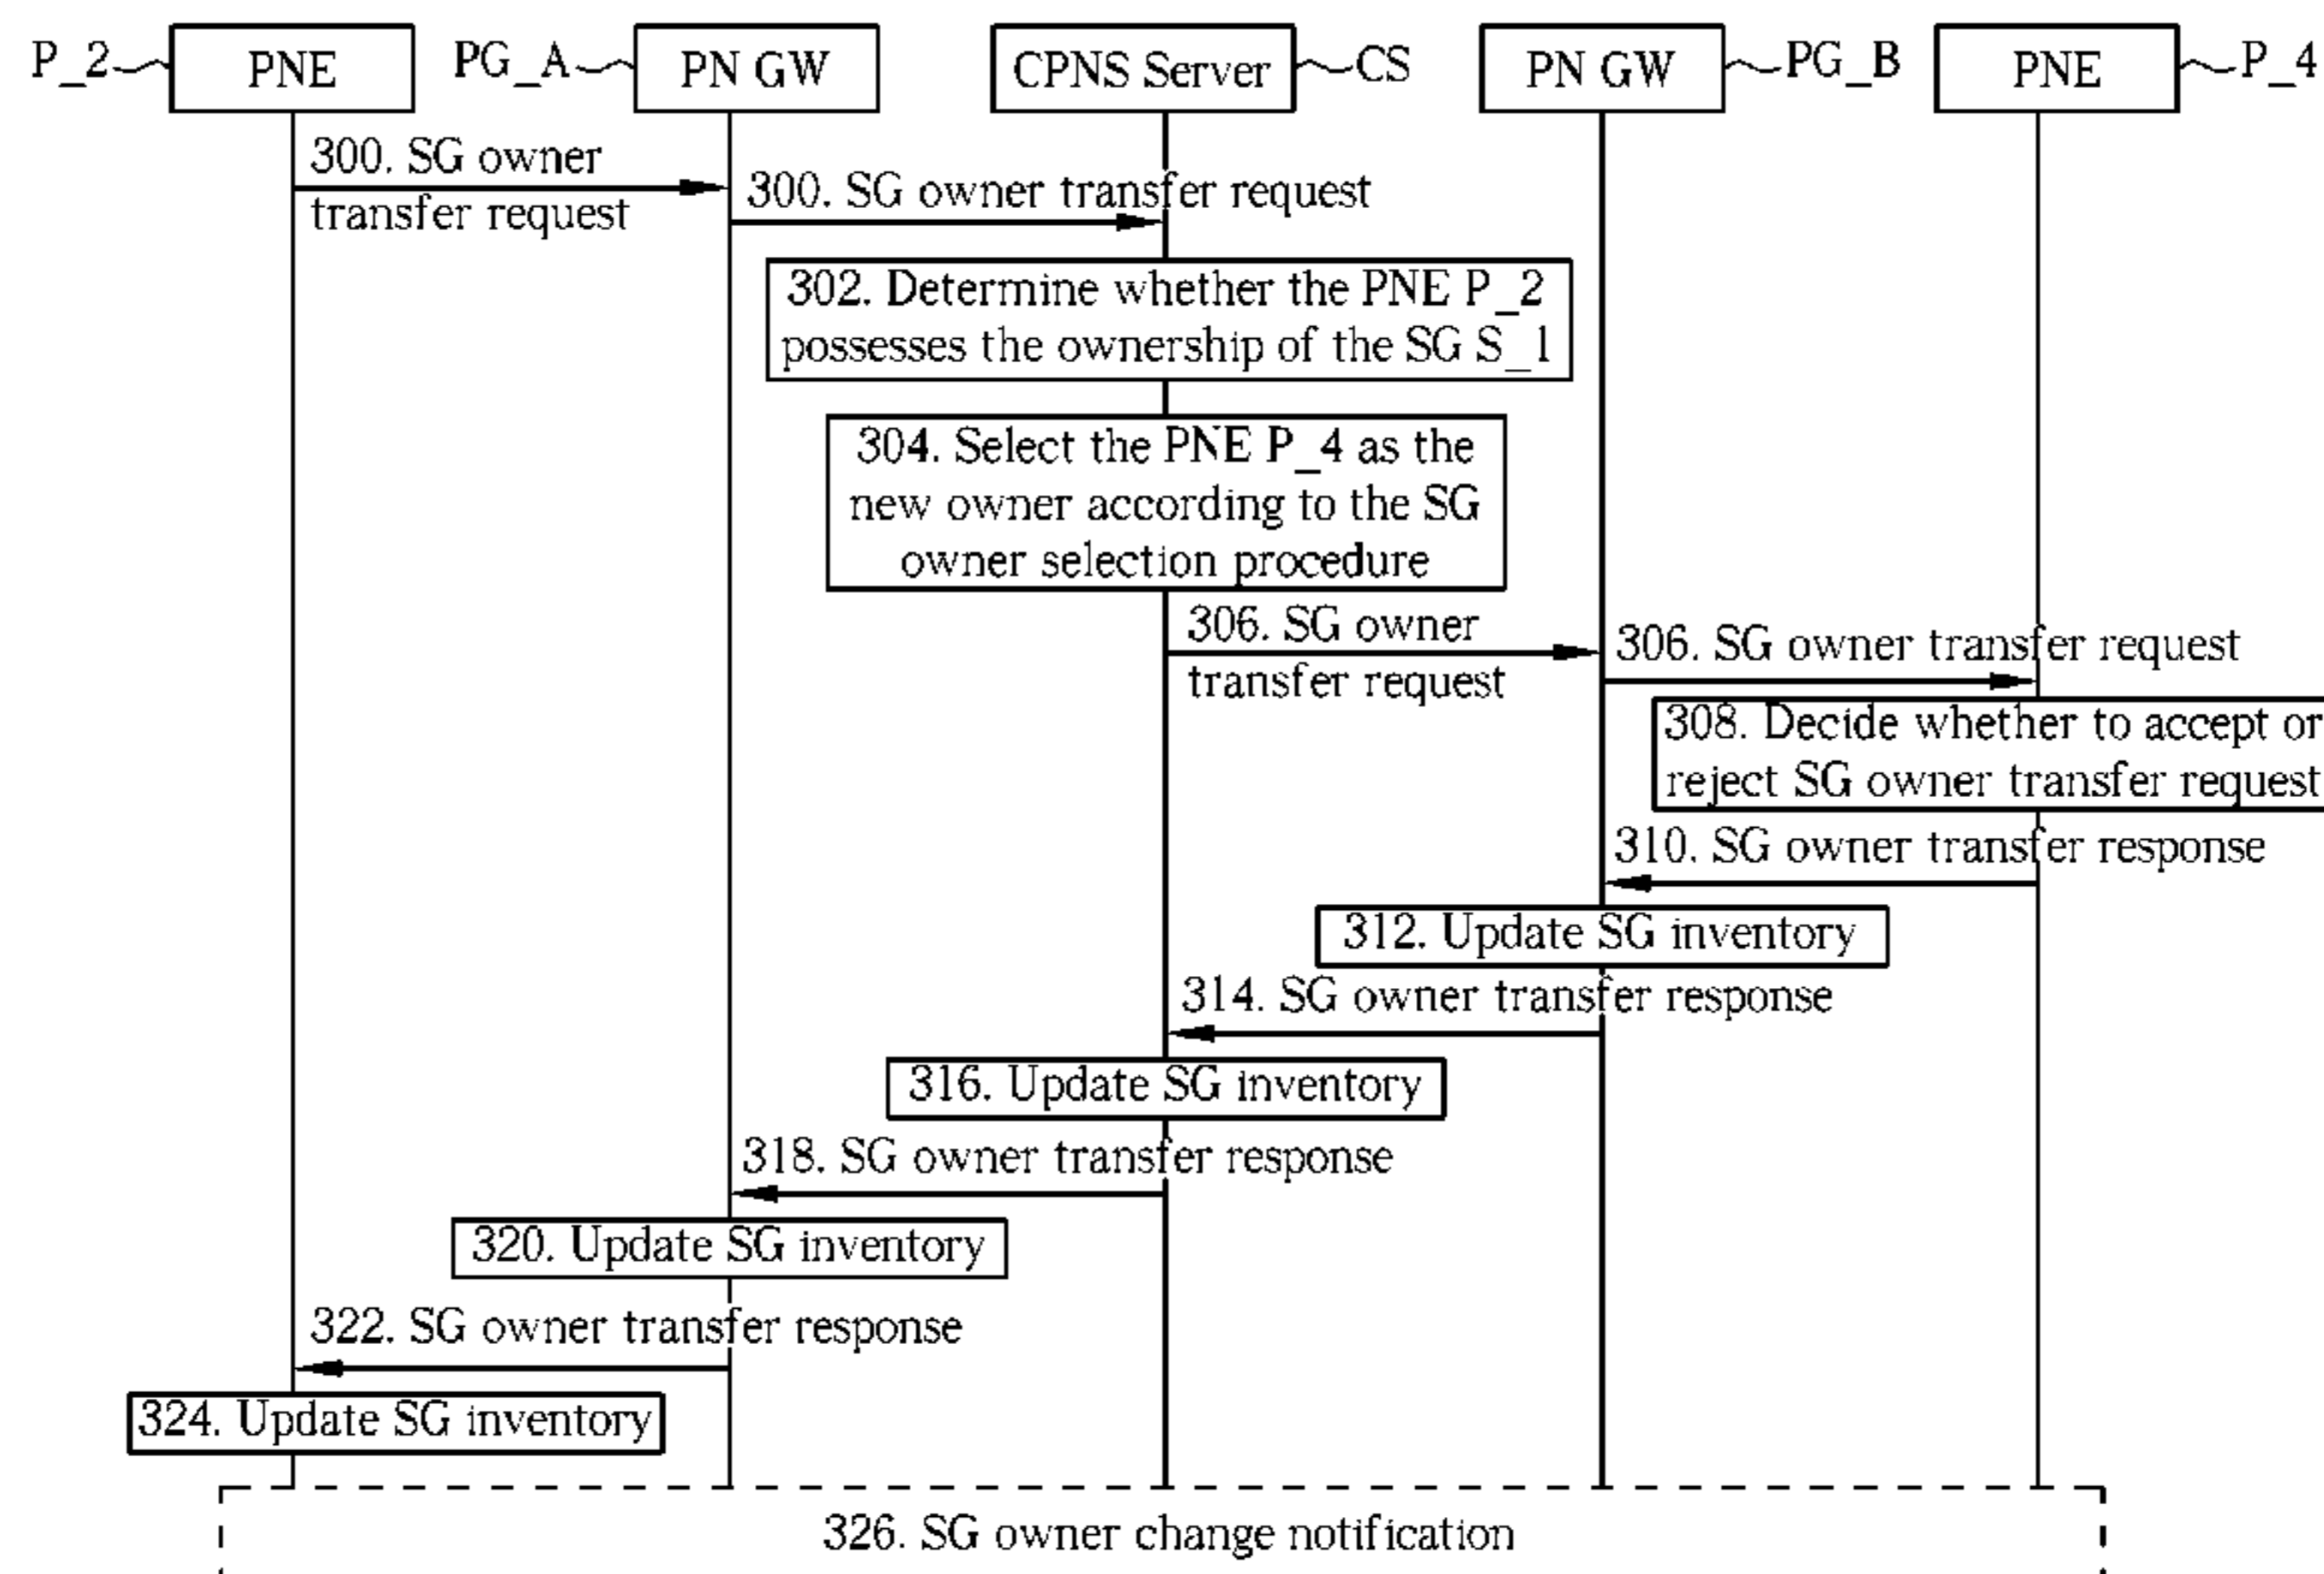 P_2
PNE
PG_A
PN GW
CPNS Server
CS
PN GW
PG_B
PNE
P_4
300. SG owner
transfer request
300. SG owner transfer request
302. Determine whether the PNE P_2
possesses the ownership of the SG S_1
304. Select the PNE P_4 as the
new owner according to the SG
owner selection procedure
306. SG owner
transfer request
306. SG owner transfer request
308. Decide whether to accept or
reject SG owner transfer request
310. SG owner transfer response
312. Update SG inventory
314. SG owner transfer response
316. Update SG inventory
318. SG owner transfer response
320. Update SG inventory
322. SG owner transfer response
324. Update SG inventory
326. SG owner change notification